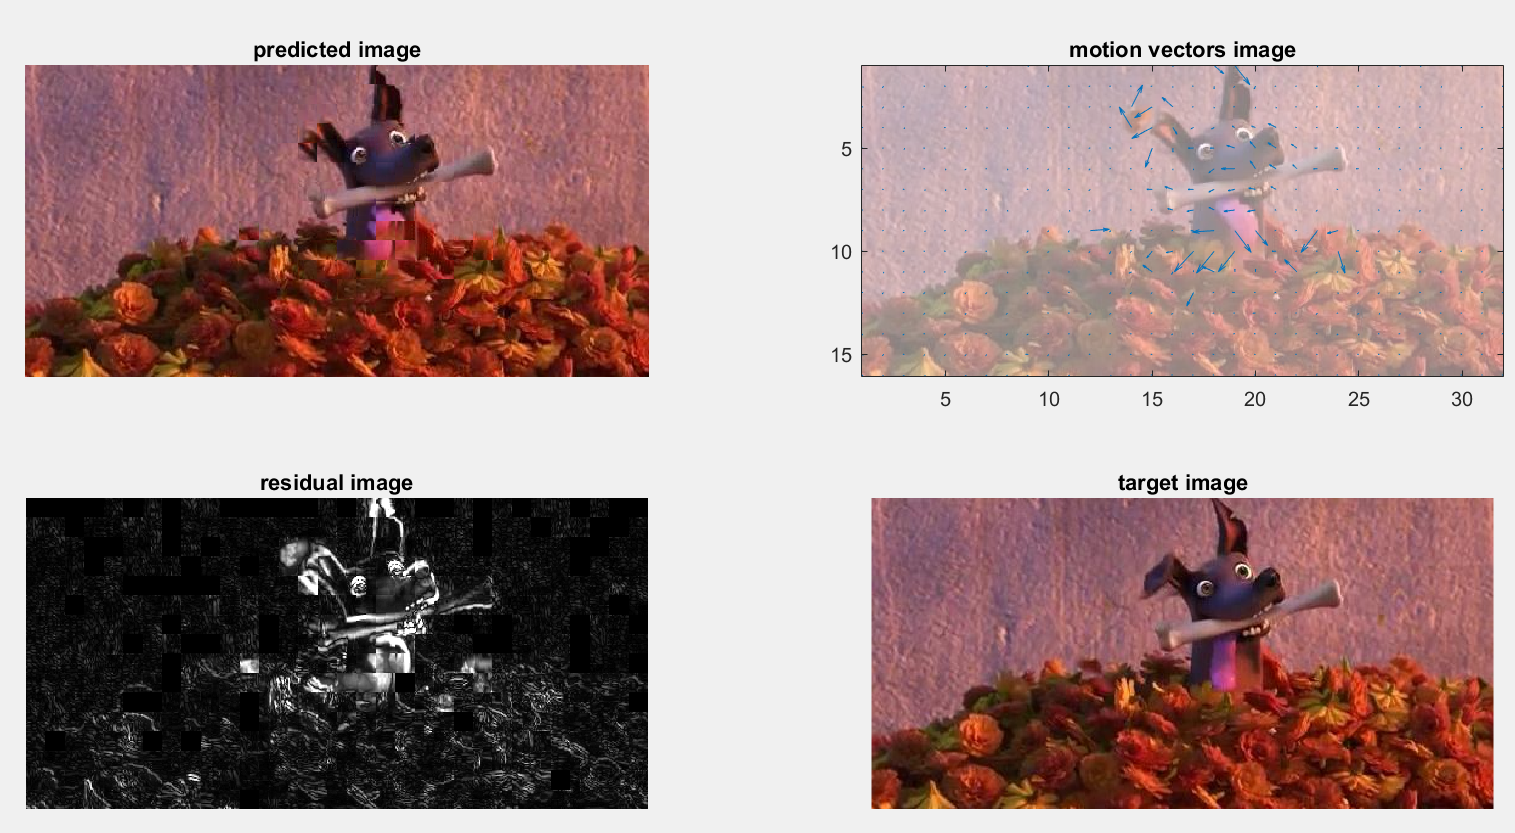 predicted image
motion vectors image
5
10
15
5 10 15 20 25 30
residual image
target image